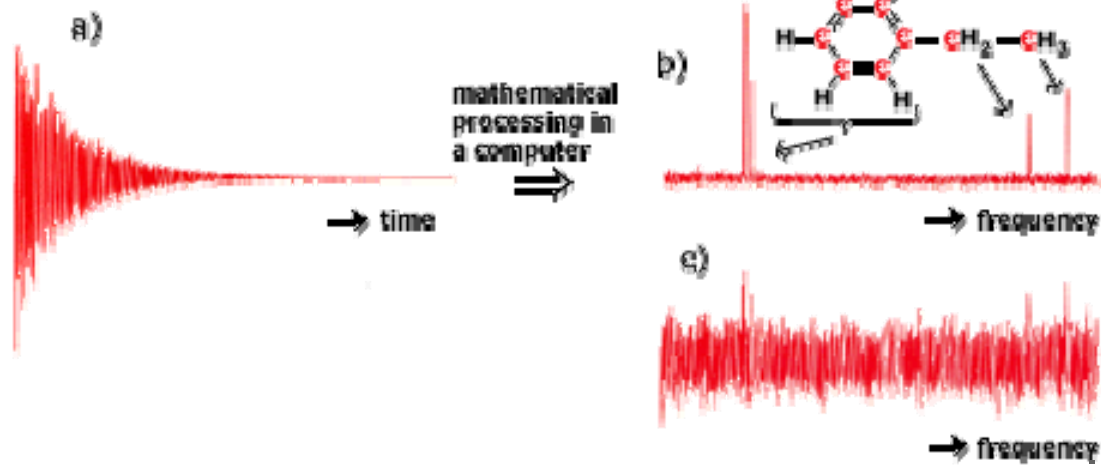 a)
mathematical
processing in
a computer
time
b)
H
CH2
CH3
H
H
frequency
c)
frequency